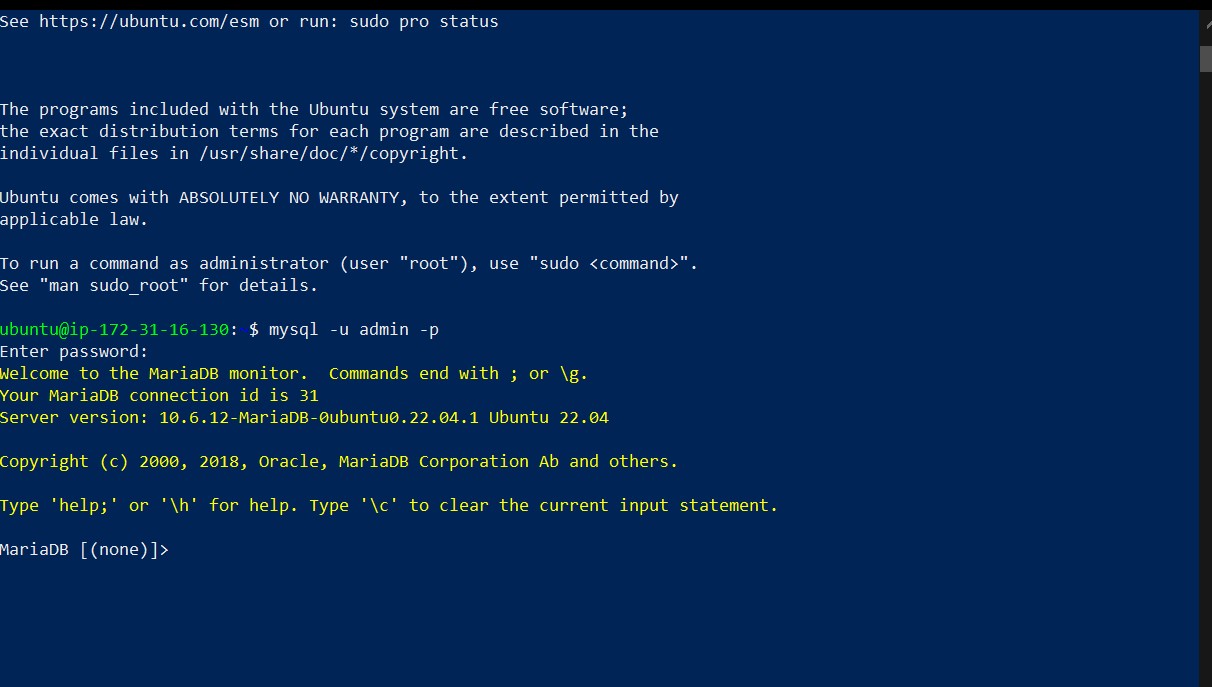 See https://ubuntu.com/esm or run: sudo pro status
The programs included with the Ubuntu system are free software;
the exact distribution terms for each program are described in the
individual files in /usr/share/doc/*/copyright.
Ubuntu comes with ABSOLUTELY NO WARRANTY, to the extent permitted by
applicable law.
To run a command as administrator (user "root"), use "sudo <command>".
See "man sudo_root" for details.
ubuntu@ip-172-31-16-130:~$ mysql -u admin -p
Enter password:
Welcome to the MariaDB monitor.  Commands end with ; or \g.
Your MariaDB connection id is 31
Server version: 10.6.12-MariaDB-0ubuntu0.22.04.1 Ubuntu 22.04
Copyright (c) 2000, 2018, Oracle, MariaDB Corporation Ab and others.
Type 'help;' or '\h' for help. Type '\c' to clear the current input statement.
MariaDB [(none)]>